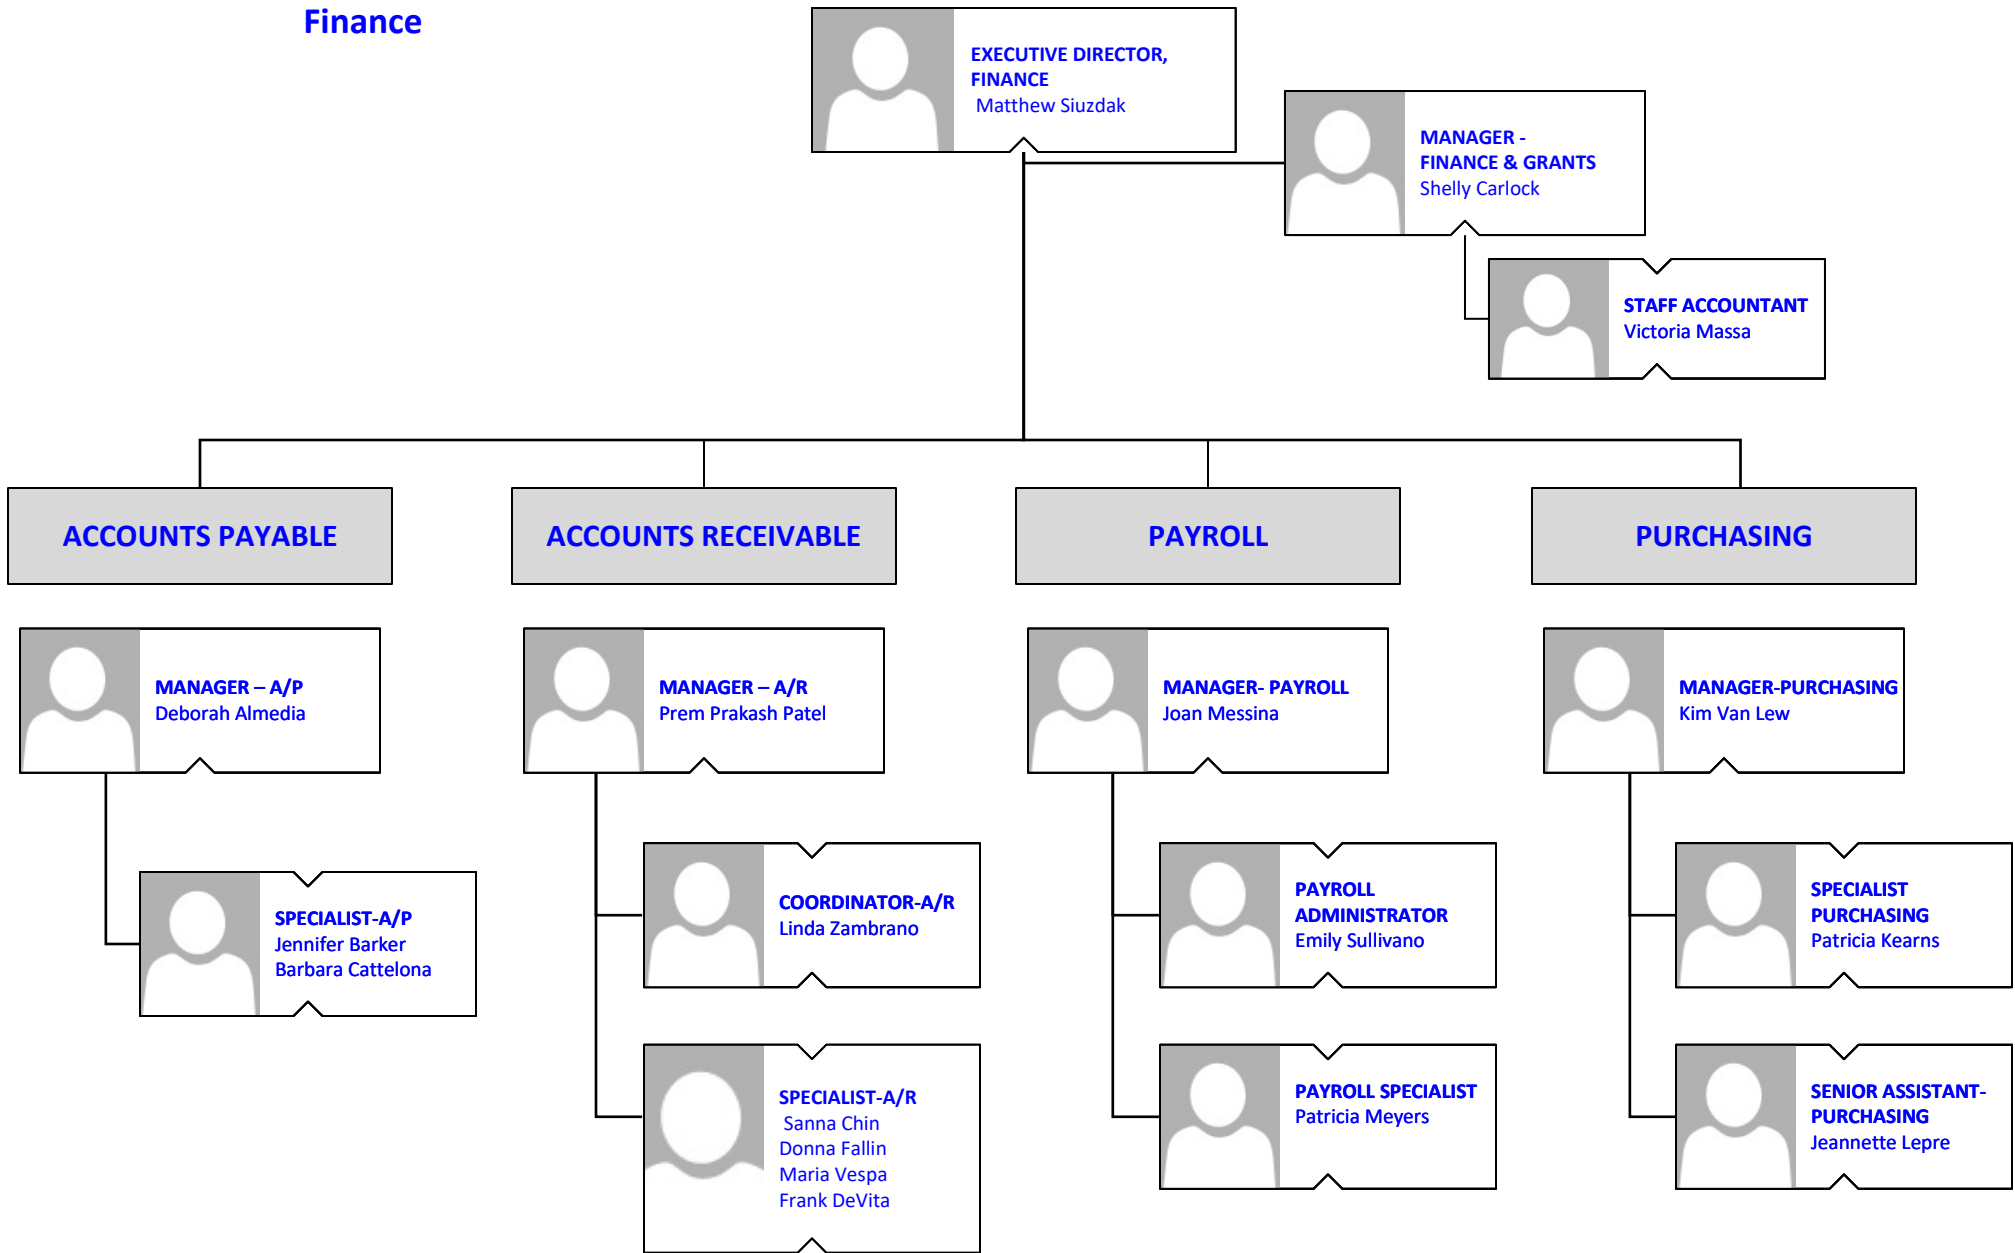 Finance
EXECUTIVE DIRECTOR,
FINANCE
Matthew Siuzdak
MANAGER -
FINANCE & GRANTS
Shelly Carlock
STAFF ACCOUNTANT
Victoria Massa
ACCOUNTS PAYABLE
ACCOUNTS RECEIVABLE
PAYROLL
PURCHASING
MANAGER – A/P
Deborah Almedia
MANAGER – A/R
Prem Prakash Patel
MANAGER- PAYROLL
Joan Messina
MANAGER-PURCHASING
Kim Van Lew
SPECIALIST-A/P
Jennifer Barker
Barbara Cattelona
COORDINATOR-A/R
Linda Zambrano
PAYROLL
ADMINISTRATOR
Emily Sullivano
SPECIALIST
PURCHASING
Patricia Kearns
SPECIALIST-A/R
Sanna Chin
Donna Fallin
Maria Vespa
Frank DeVita
PAYROLL SPECIALIST
Patricia Meyers
SENIOR ASSISTANT-
PURCHASING
Jeannette Lepre